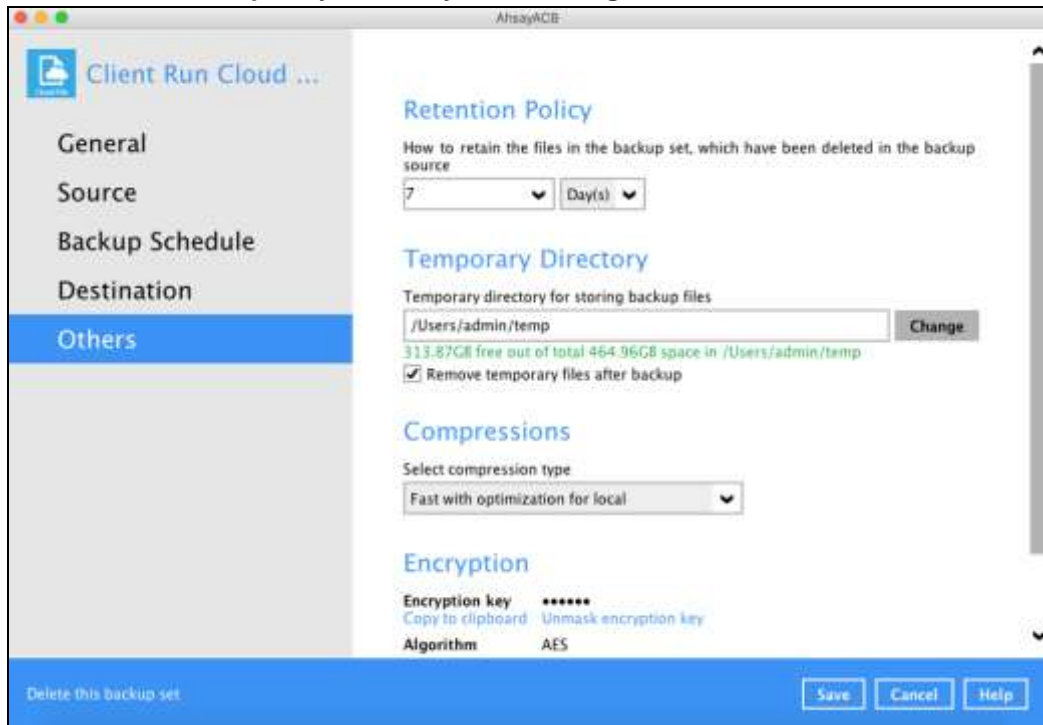 AhsayACB
Client Run Cloud ...
General
Source
Backup Schedule
Destination
Others
Retention Policy
How to retain the files in the backup set, which have been deleted in the backup
source
7 Day(s)
Temporary Directory
Temporary directory for storing backup files
/Users/admin/temp Change
313.87GB free out of total 464.96GB space in /Users/admin/temp
Remove temporary files after backup
Compressions
Select compression type
Fast with optimization for local
Encryption
Encryption key ••••••
Copy to clipboard Unmask encryption key
Algorithm AES
Delete this backup set Save Cancel Help